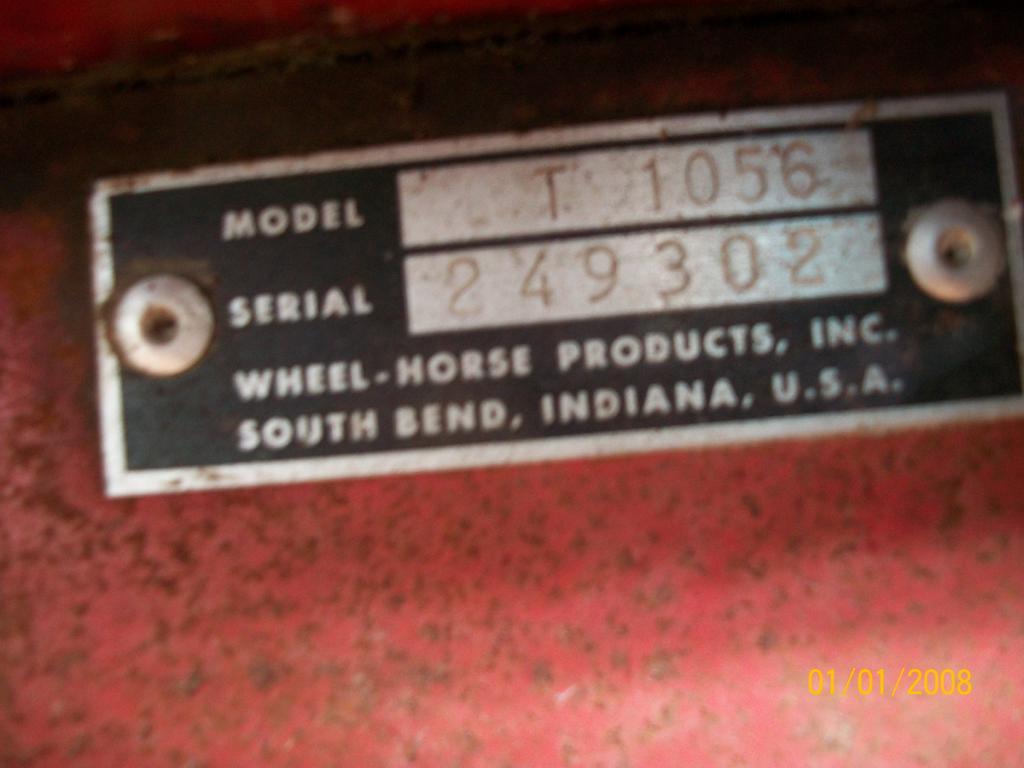 MODEL T 1056
SERIAL 249302
WHEEL-HORSE PRODUCTS, INC.
SOUTH BEND, INDIANA, U.S.A.
01/01/2008